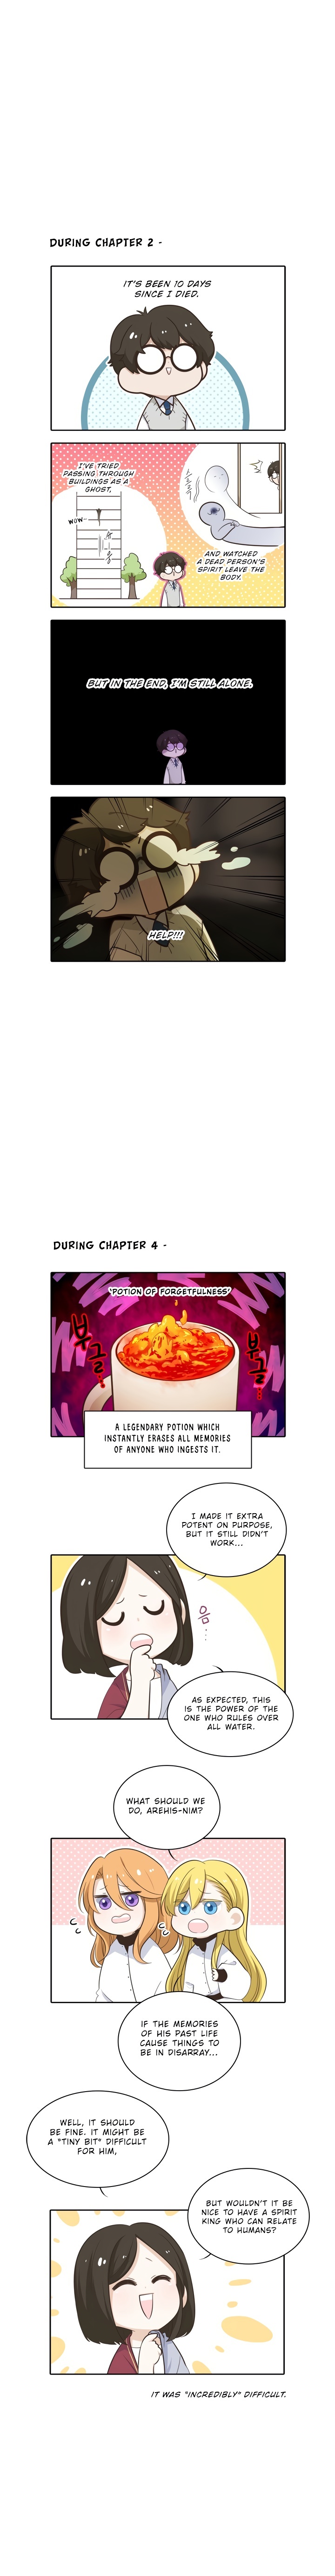 DURING CHAPTER 2 -
IT'S BEEN 10 DAYS
SINCE I DIED.
I'VE TRIED
PASSING THROUGH
BUILDINGS AS A
GHOST,
WOW~
AND WATCHED
A DEAD PERSON'S
SPIRIT LEAVE THE
BODY.
BUT IN THE END, I'M STILL ALONE.
HELP!!!
DURING CHAPTER 4 -
'POTION OF FORGETFULNESS'
부글
부글
A LEGENDARY POTION WHICH
INSTANTLY ERASES ALL MEMORIES
OF ANYONE WHO INGESTS IT.
I MADE IT EXTRA
POTENT ON PURPOSE,
BUT IT STILL DIDN'T
WORK...
음...
AS EXPECTED, THIS
IS THE POWER OF THE
ONE WHO RULES OVER
ALL WATER.
WHAT SHOULD WE
DO, AREHIS-NIM?
IF THE MEMORIES
OF HIS PAST LIFE
CAUSE THINGS TO
BE IN DISARRAY...
WELL, IT SHOULD
BE FINE. IT MIGHT BE
A "TINY BIT" DIFFICULT
FOR HIM,
BUT WOULDN'T IT BE
NICE TO HAVE A SPIRIT
KING WHO CAN RELATE
TO HUMANS?
IT WAS "INCREDIBLY" DIFFICULT.